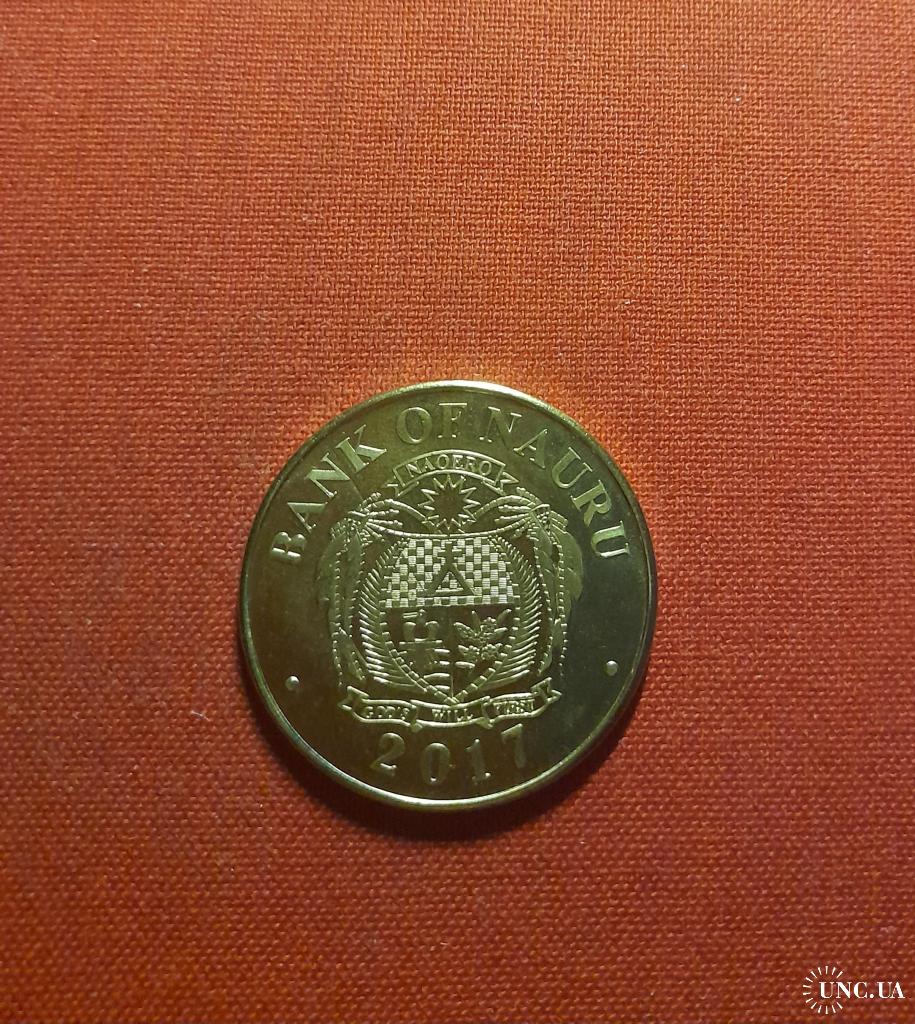 BANK OF NAURU
NAOERO
GOD'S WILL FIRST
2017
UNC.UA